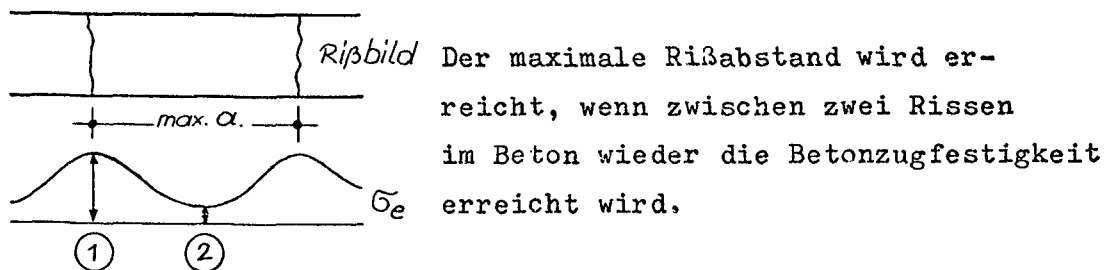 Rißbild
Der maximale Rißabstand wird er-
reicht, wenn zwischen zwei Rissen
max. a.
im Beton wieder die Betonzugfestigkeit
erreicht wird.
σe
1 2